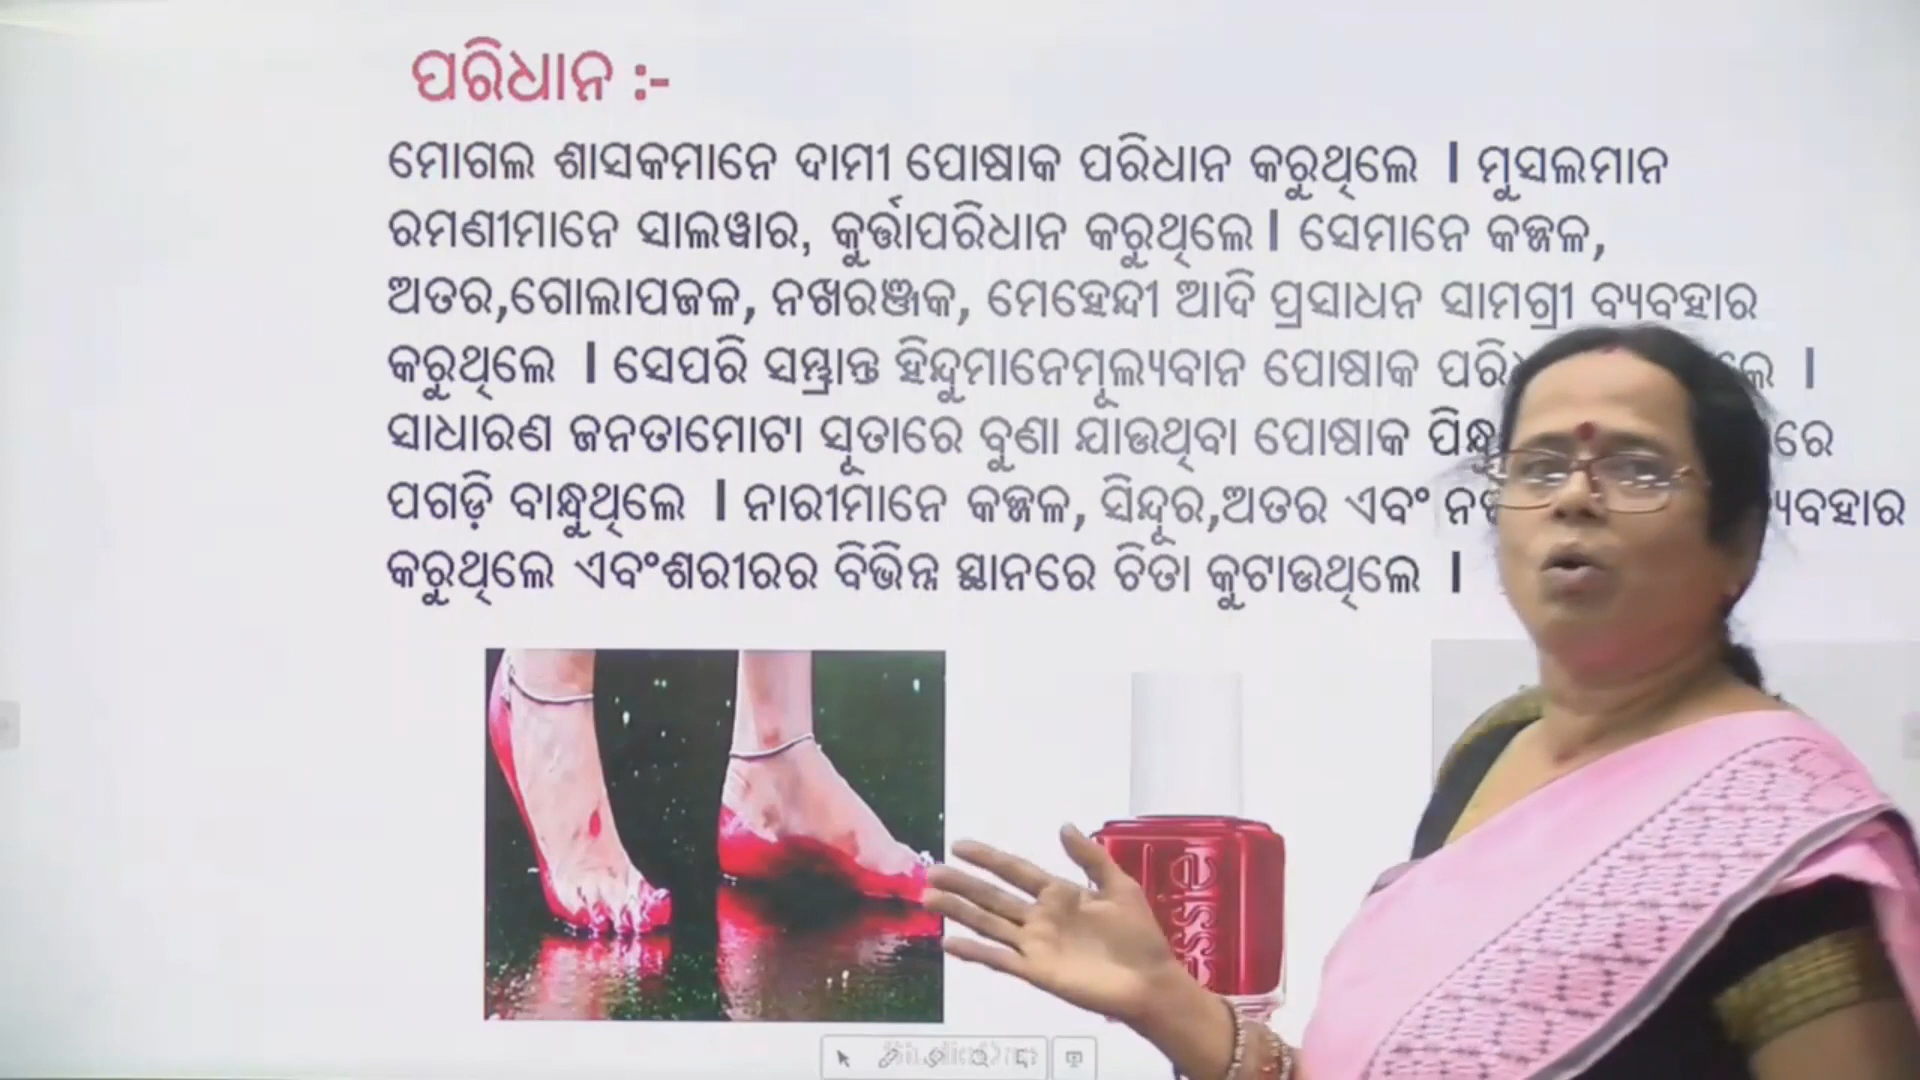 ପରିଧାନ :-
ମୋଗଲ ଶାସକମାନେ ଦାମୀ ପୋଷାକ ପରିଧାନ କରୁଥିଲେ । ମୁସଲମାନ
ରମଣୀମାନେ ସାଲୱାର, କୁର୍ତ୍ତାପରିଧାନ କରୁଥିଲେ । ସେମାନେ କଜ୍ଜଳ,
ଅତର,ଗୋଲାପଜଳ, ନଖରଞ୍ଜକ, ମେହେନ୍ଦୀ ଆଦି ପ୍ରସାଧନ ସାମଗ୍ରୀ ବ୍ୟବହାର
କରୁଥିଲେ । ସେପରି ସମ୍ଭ୍ରାନ୍ତ ହିନ୍ଦୁମାନେମୂଲ୍ୟବାନ ପୋଷାକ ।
ସାଧାରଣ ଜନତାମୋଟା ସୂତାରେ ବୁଣା ଯାଉଥିବା ପୋଷାକ
ପଗଡ଼ି ବାନ୍ଧୁଥିଲେ । ନାରୀମାନେ କଜ୍ଜଳ, ସିନ୍ଦୂର,ଅତର ଏବଂ
କରୁଥିଲେ ଏବଂଶରୀରର ବିଭିନ୍ନ ସ୍ଥାନରେ ଚିତା କୁଟାଉଥିଲେ ।
essie